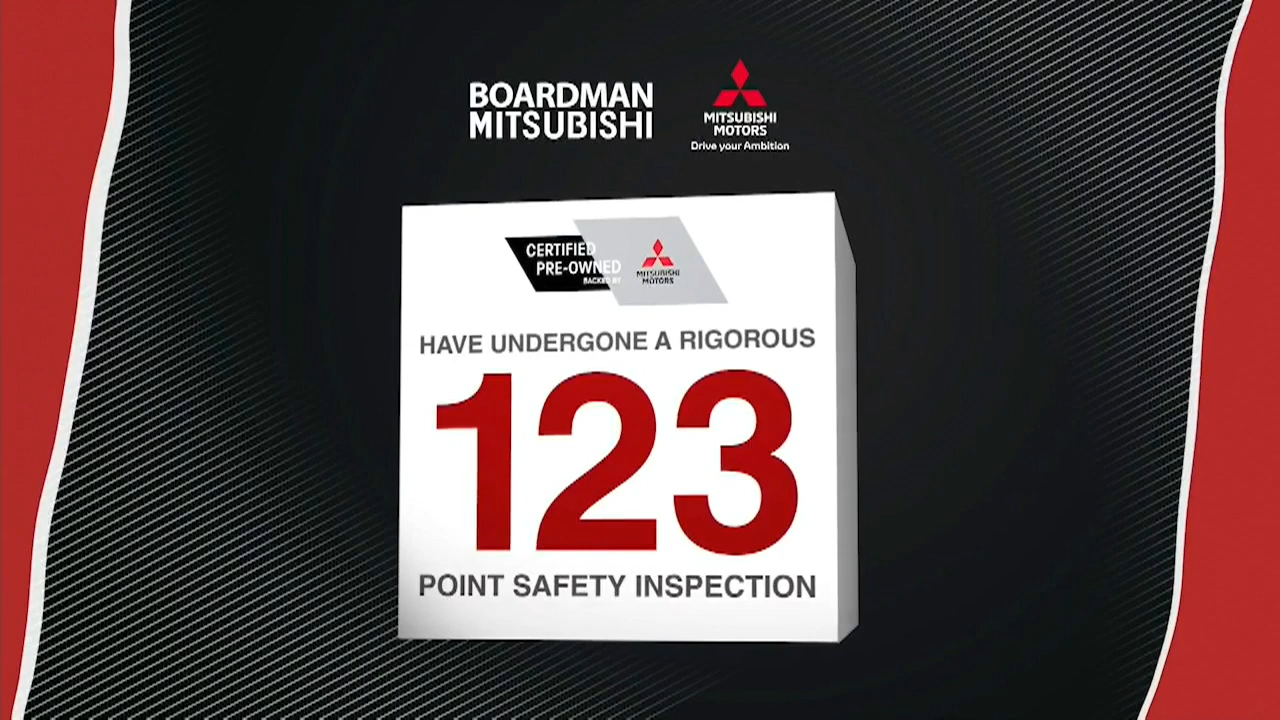 BOARDMAN
MITSUBISHI
MITSUBISHI
MOTORS
Drive your Ambition
CERTIFIED
PRE-OWNED
BACKED BY
MITSUBISHI
MOTORS
HAVE UNDERGONE A RIGOROUS
123
POINT SAFETY INSPECTION